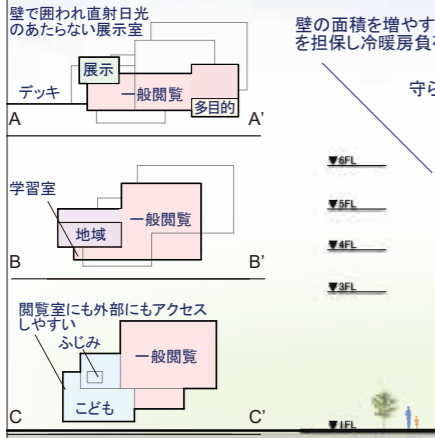 壁で囲われ直射日光
のあたらない展示室
展示
デッキ
一般閲覧
多目的
A
A'
学習室
一般閲覧
地域
B
B'
閲覧室にも外部にもアクセス
しやすい
ふじみ
一般閲覧
こども
C
C'
壁の面積を増やす
を担保し冷暖房負
守ら
▼6FL
▼5FL
▼4FL
▼3FL
▼1FL